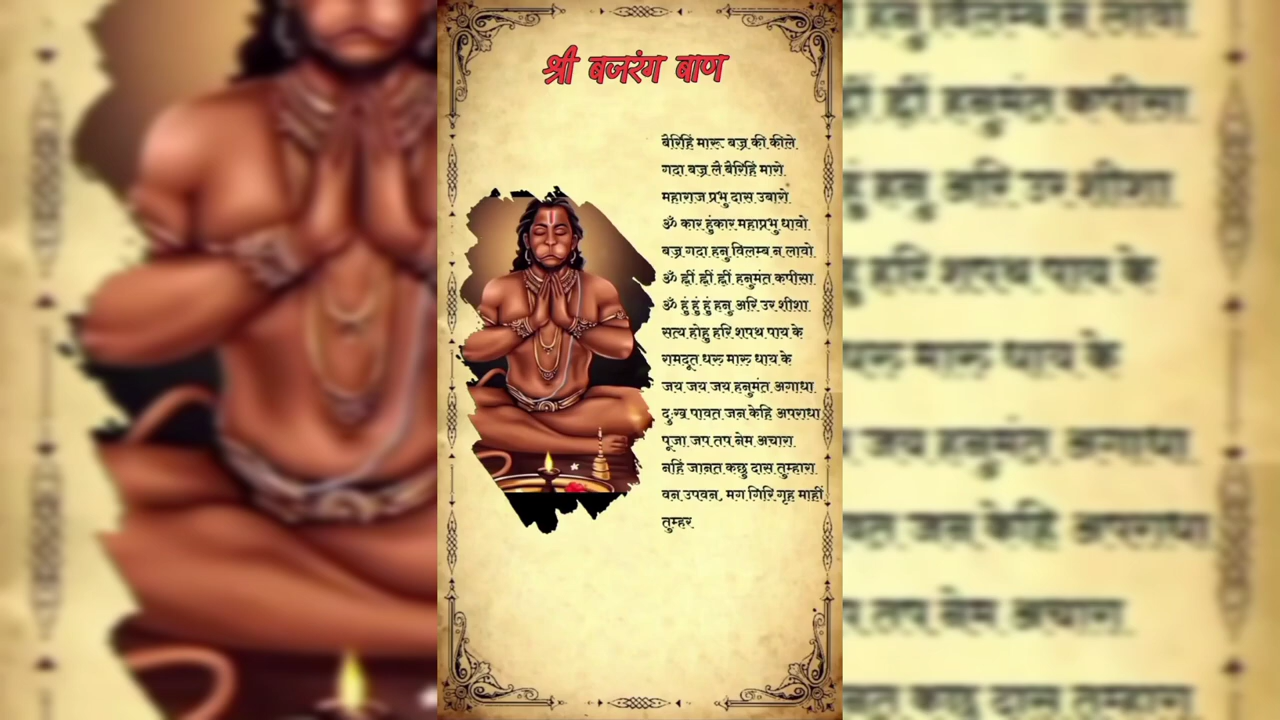 श्री बजरंग बाण
बैरिहिं मारू बज्र की कीले
गदा बज्र लै बैरिहिं मारो
महाराज प्रभु दास उबारो
ॐ कार हुंकार महाप्रभु धावो
बज्र गदा हनु विलम्ब न लावो
ॐ ह्नीं ह्नीं ह्नीं हनुमंत कपीसा
ॐ हुं हुं हुं हनु अरि उर शीशा
सत्य होहु हरि शपथ पाय के
रामदूत धरु मारु धाय के
जय जय जय हनुमंत अगाधा
दुःख पावत जन केहि अपराधा
पूजा जप तप नेम अचारा
नहिं जानत कछु दास तुम्हारा
वन उपवन, मग गिरि गृह माहीं
तुम्हर